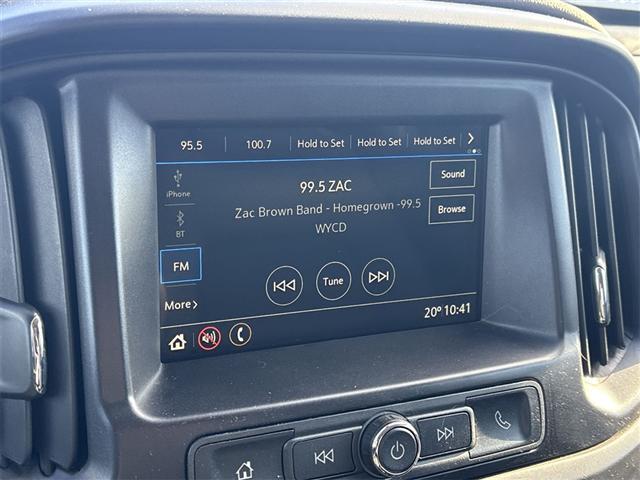 95.5 100.7 Hold to Set Hold to Set Hold to Set
iPhone
99.5 ZAC
Sound
Zac Brown Band - Homegrown -99.5
WYCD
Browse
BT
FM
Tune
More
20° 10:41